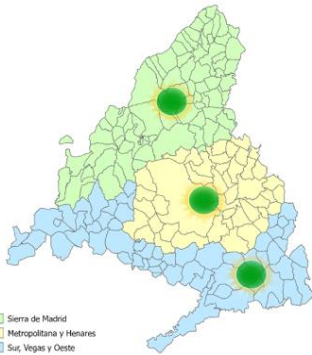 Sierra de Madrid
Metropolitana y Henares
Sur, Vegas y Oeste